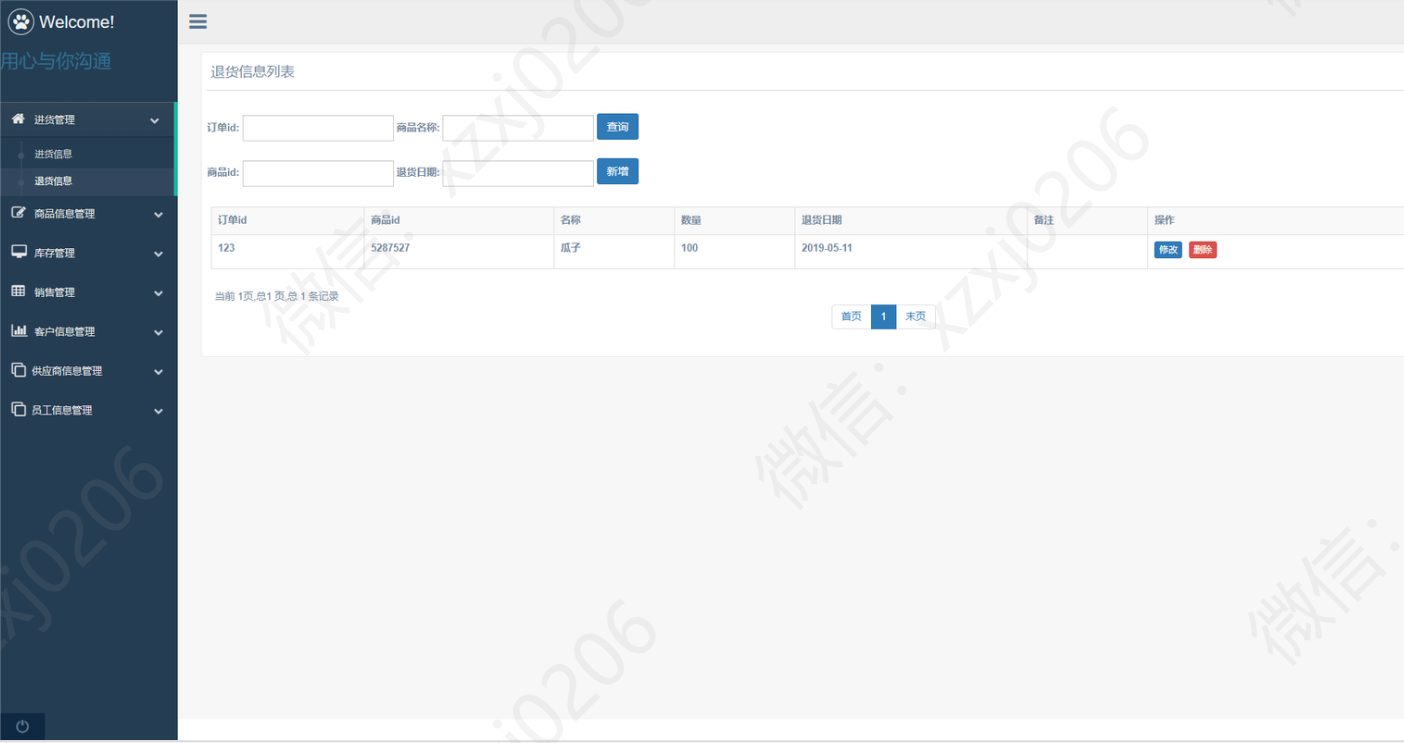 Welcome!
用心与你沟通
进货管理
进货信息
退货信息
商品信息管理
库存管理
销售管理
客户信息管理
供应商信息管理
员工信息管理
退货信息列表
订单id: 商品名称: 查询
商品id: 退货日期: 新增
订单id 商品id 名称 数量 退货日期 备注 操作
123 5287527 瓜子 100 2019-05-11 修改 删除
当前 1页,总1 页,总 1 条记录
首页 1 末页
微信：xzxj0206
微信：xzxj0206
微信：
xzxj0206
xj0206